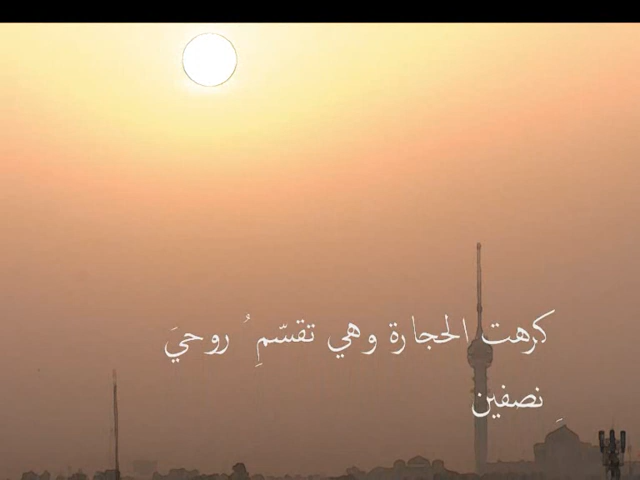 كرهت الحجارة وهي تقسّمِ ُ روحيَ
ِنصفين